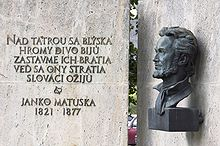 NAD TATROU SA BLÝSKA
HROMY DIVO BIJÚ
ZASTAVME ICH BRATIA
VEĎ SA ONY STRATIA
SLOVÁCI OŽIJÚ
JANKO MATÚŠKA
1821 1877